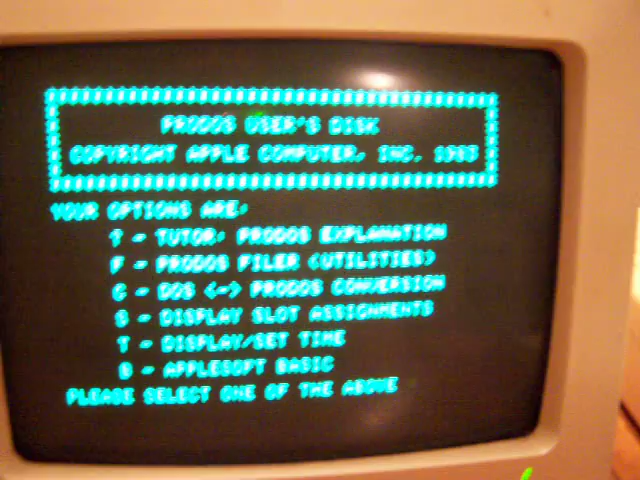 PRODOS USER'S DISK
COPYRIGHT APPLE COMPUTER, INC. 1983
YOUR OPTIONS ARE:
? - TUTOR: PRODOS EXPLANATION
F - PRODOS FILER (UTILITIES)
C - DOS <-> PRODOS CONVERSION
S - DISPLAY SLOT ASSIGNMENTS
T - DISPLAY/SET TIME
B - APPLESOFT BASIC
PLEASE SELECT ONE OF THE ABOVE